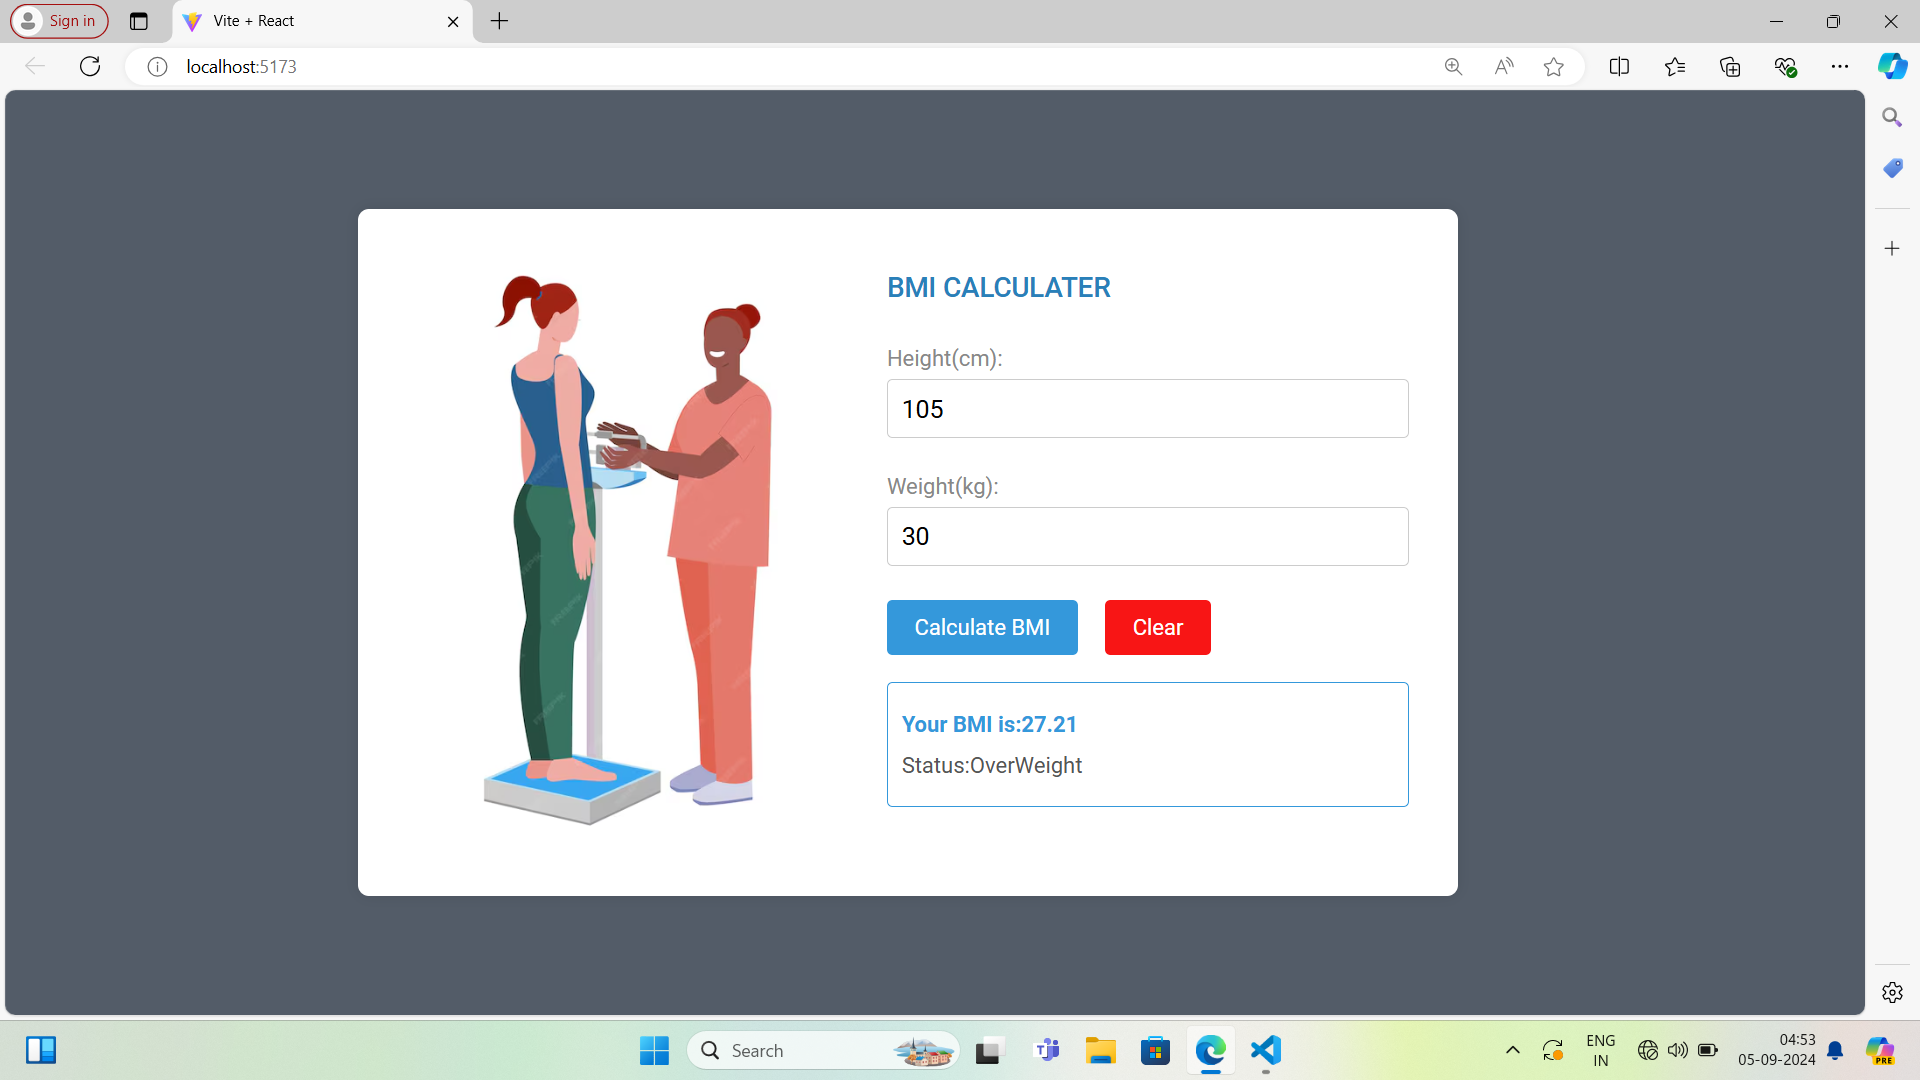 Sign in
Vite + React
localhost:5173
BMI CALCULATER
Height(cm):
105
Weight(kg):
30
Calculate BMI
Clear
Your BMI is:27.21
Status:OverWeight
Search
ENG
IN
04:53
05-09-2024
PRE